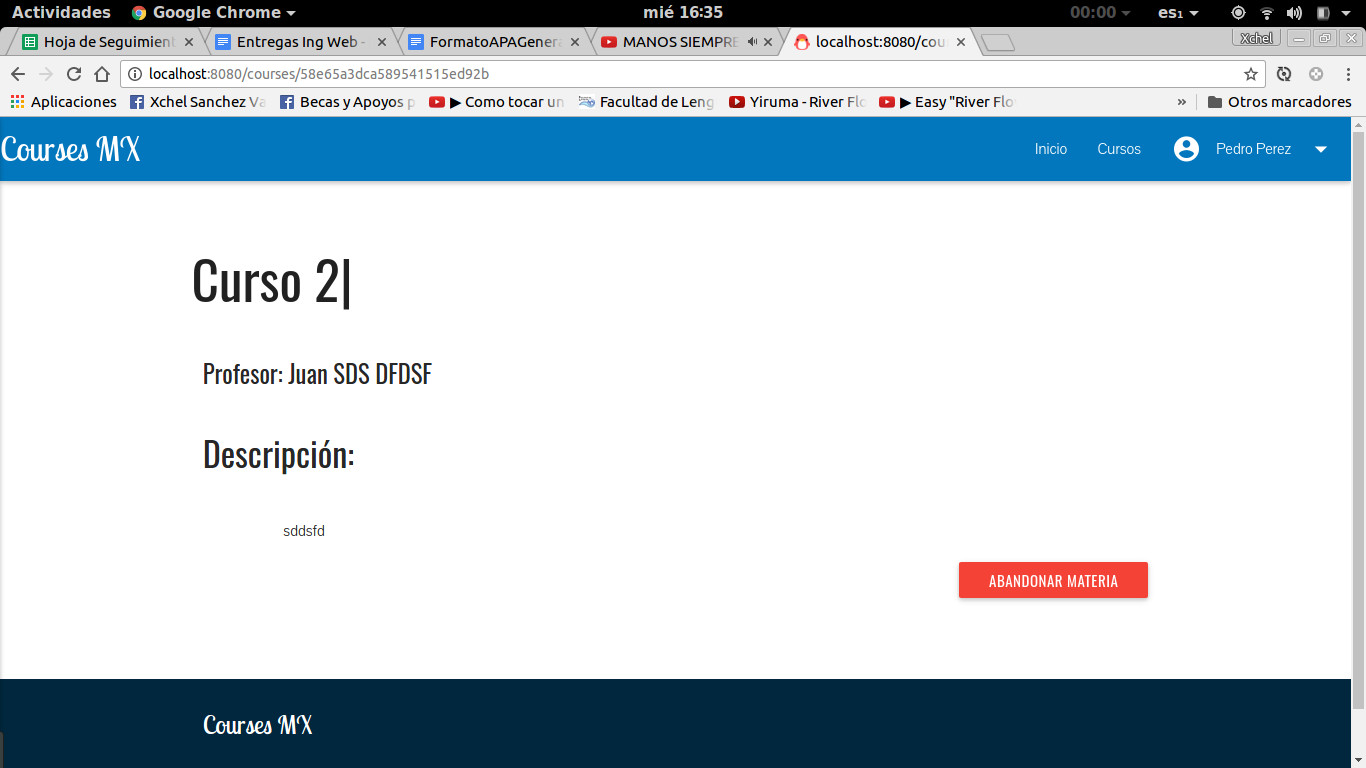 Actividades Google Chrome mié 16:35 00:00 es₁
Hoja de Seguimient Entregas Ing Web - FormatoAPAGenera MANOS SIEMPRE localhost:8080/cou Xchel
localhost:8080/courses/58e65a3dca589541515ed92b
Aplicaciones Xchel Sanchez Va Becas y Apoyos p ▶ Como tocar un Facultad de Leng Yiruma - River Flo ▶ Easy "River Flo » Otros marcadores
Courses MX Inicio Cursos Pedro Perez
Curso 2|
Profesor: Juan SDS DFDSF
Descripción:
sddsfd
ABANDONAR MATERIA
Courses MX